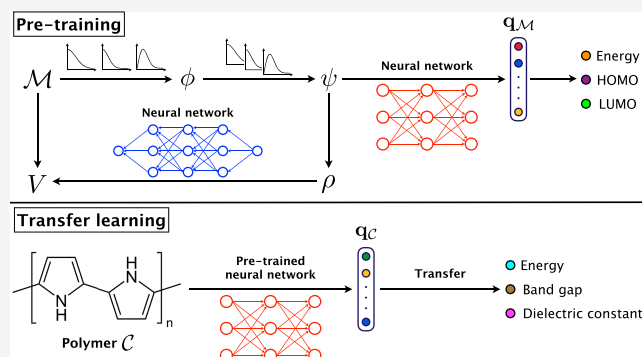 Pre-training
q_ℳ
Neural network
Energy
HOMO
LUMO
ℳ
ϕ
ψ
Neural network
V
ρ
Transfer learning
q_𝒞
H
N
N
H
n
Pre-trained
neural network
Transfer
Energy
Band gap
Dielectric constant
Polymer 𝒞